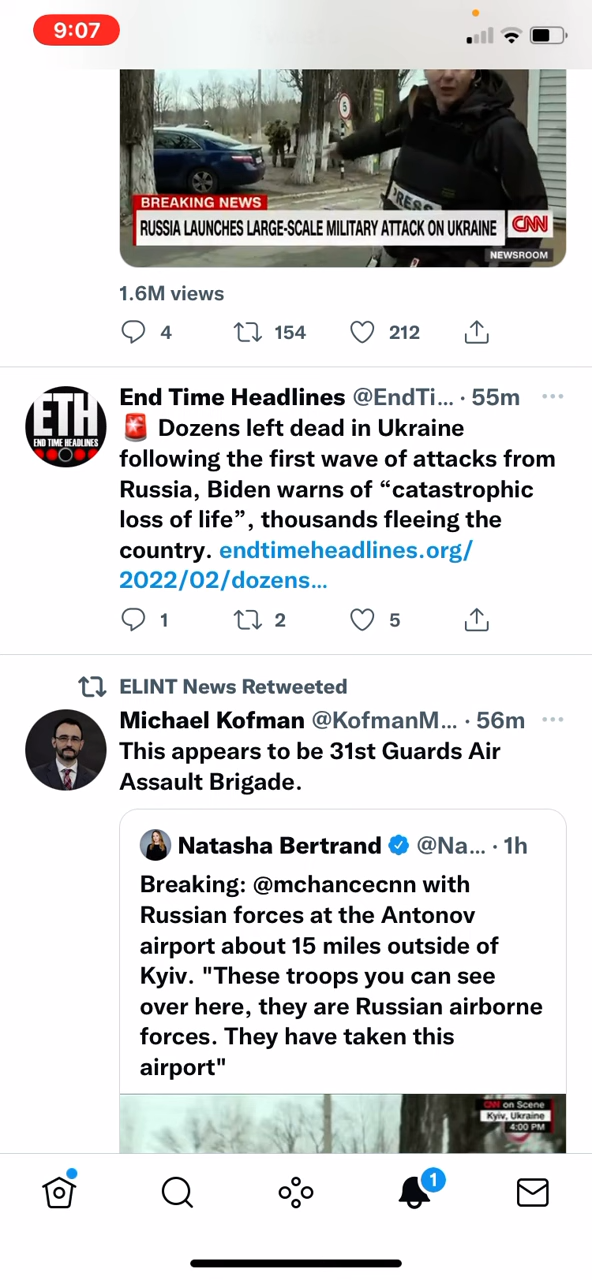 9:07
5
PRESS
BREAKING NEWS
RUSSIA LAUNCHES LARGE-SCALE MILITARY ATTACK ON UKRAINE
CNN
NEWSROOM
1.6M views
4 154 212
ETH
END TIME HEADLINES
End Time Headlines @EndTi... · 55m
🚨 Dozens left dead in Ukraine
following the first wave of attacks from
Russia, Biden warns of “catastrophic
loss of life”, thousands fleeing the
country. endtimeheadlines.org/
2022/02/dozens...
1 2 5
ELINT News Retweeted
Michael Kofman @KofmanM... · 56m
This appears to be 31st Guards Air
Assault Brigade.
Natasha Bertrand @Na... · 1h
Breaking: @mchancecnn with
Russian forces at the Antonov
airport about 15 miles outside of
Kyiv. "These troops you can see
over here, they are Russian airborne
forces. They have taken this
airport"
CNN on Scene
Kyiv, Ukraine
4:00 PM
1